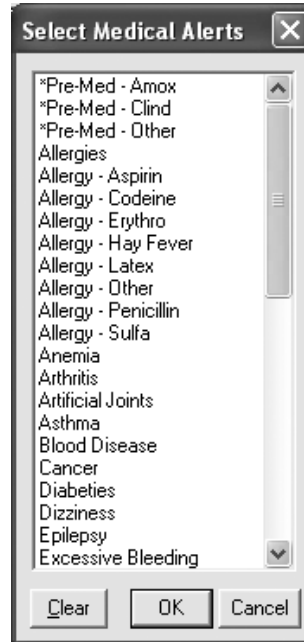 Select Medical Alerts
*Pre-Med - Amox
*Pre-Med - Clind
*Pre-Med - Other
Allergies
Allergy - Aspirin
Allergy - Codeine
Allergy - Erythro
Allergy - Hay Fever
Allergy - Latex
Allergy - Other
Allergy - Penicillin
Allergy - Sulfa
Anemia
Arthritis
Artificial Joints
Asthma
Blood Disease
Cancer
Diabeties
Dizziness
Epilepsy
Excessive Bleeding
Clear OK Cancel